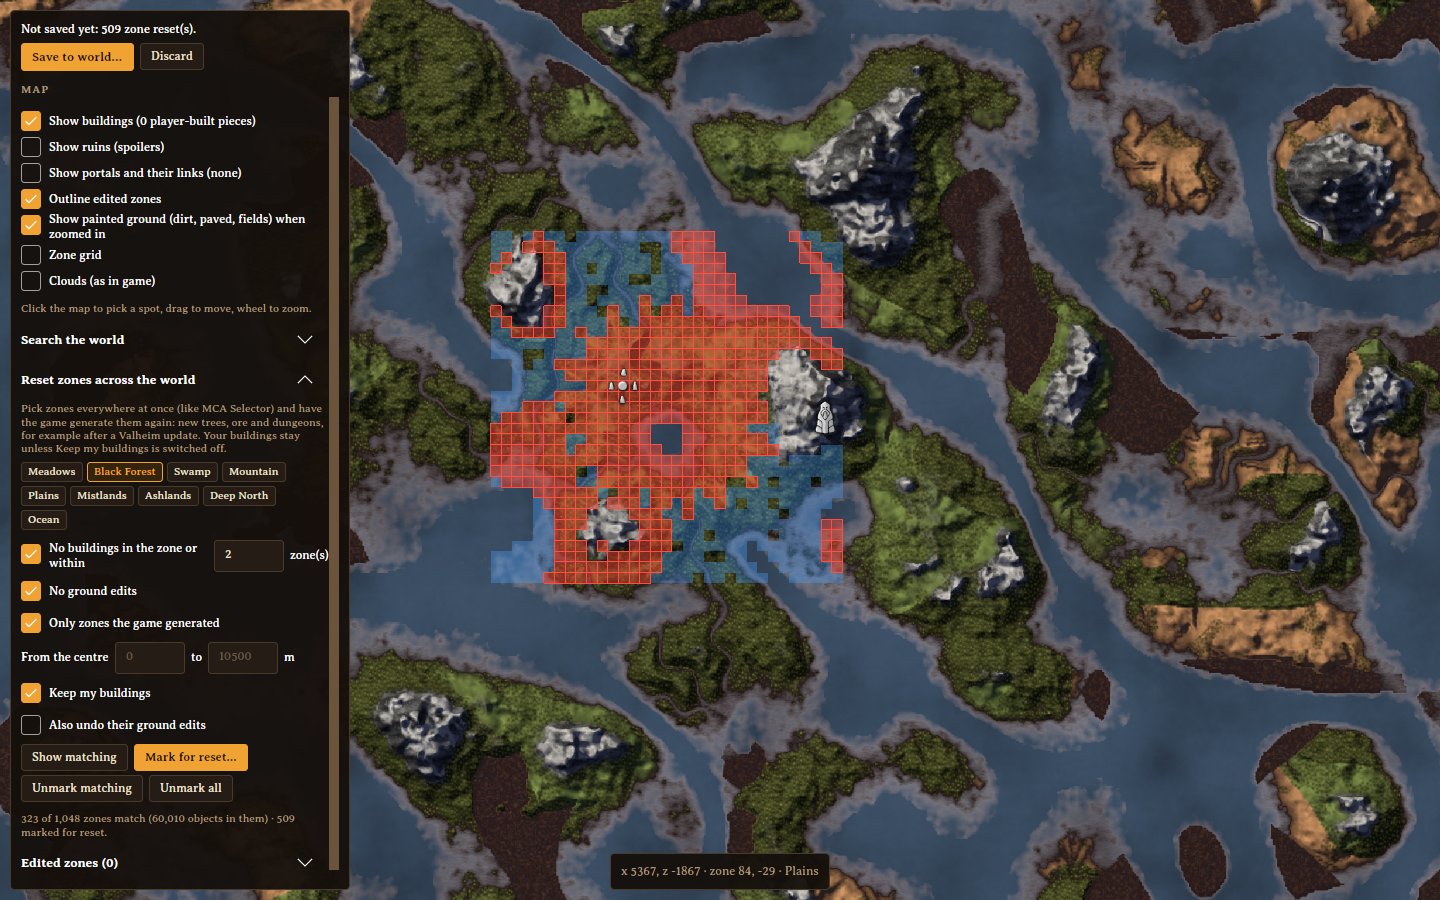 Not saved yet: 509 zone reset(s).
Save to world...
Discard
MAP
Show buildings (0 player-built pieces)
Show ruins (spoilers)
Show portals and their links (none)
Outline edited zones
Show painted ground (dirt, paved, fields) when
zoomed in
Zone grid
Clouds (as in game)
Click the map to pick a spot, drag to move, wheel to zoom.
Search the world
Reset zones across the world
Pick zones everywhere at once (like MCA Selector) and have
the game generate them again: new trees, ore and dungeons,
for example after a Valheim update. Your buildings stay
unless Keep my buildings is switched off.
Meadows Black Forest Swamp Mountain
Plains Mistlands Ashlands Deep North
Ocean
No buildings in the zone or
within
2 zone(s)
No ground edits
Only zones the game generated
From the centre 0 to 10500 m
Keep my buildings
Also undo their ground edits
Show matching Mark for reset...
Unmark matching Unmark all
323 of 1,048 zones match (60,010 objects in them) · 509
marked for reset.
Edited zones (0)
x 5367, z -1867 · zone 84, -29 · Plains